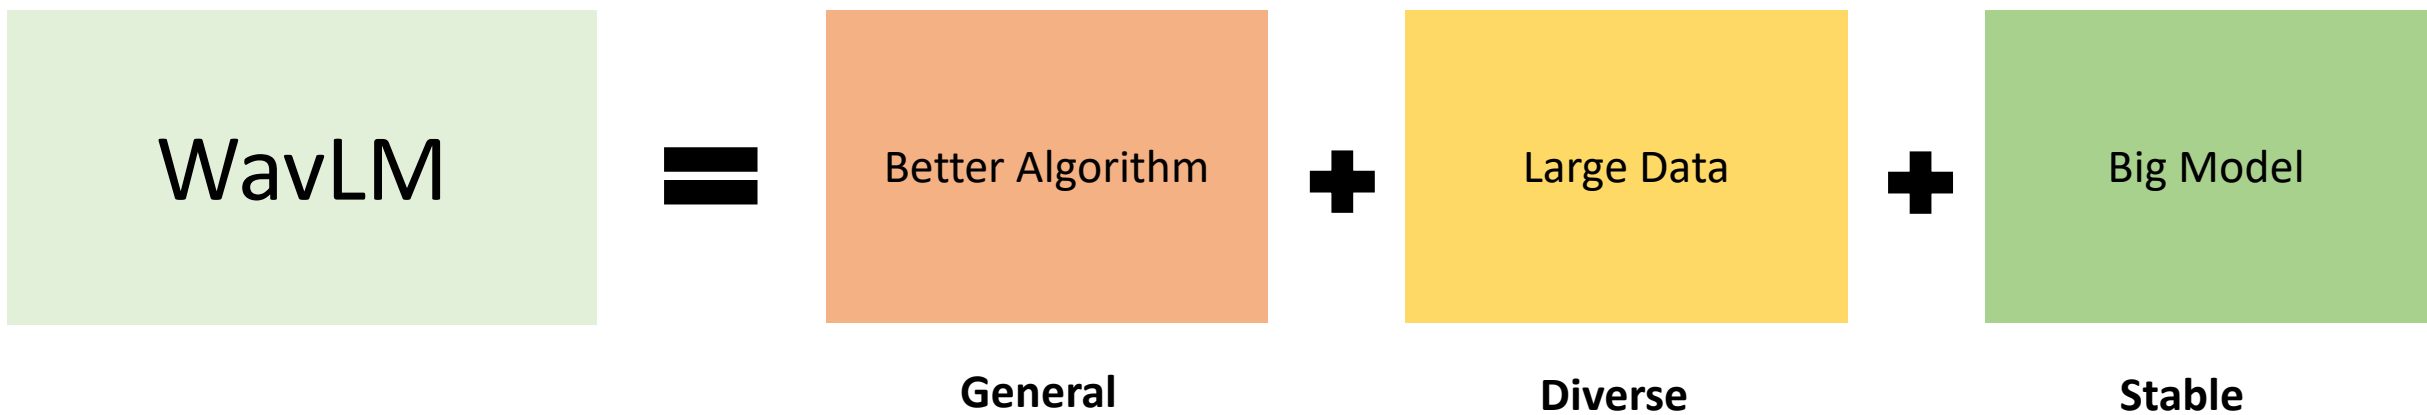 WavLM
Better Algorithm
Large Data
Big Model
General
Diverse
Stable